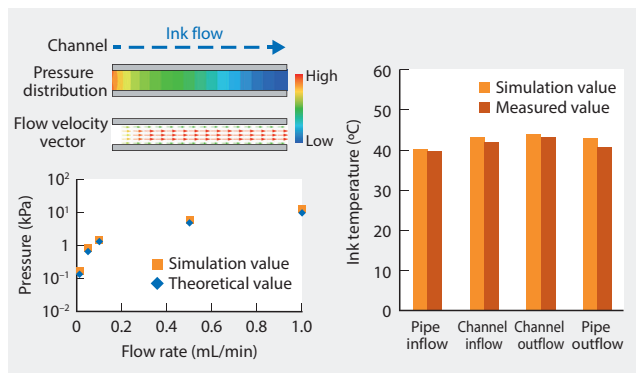 Ink flow
Channel
Pressure
distribution
High
Flow velocity
vector
Low
10²
10¹
1
10⁻¹
10⁻²
Pressure (kPa)
Simulation value
Theoretical value
0 0.2 0.4 0.6 0.8 1.0
Flow rate (mL/min)
60
50
40
30
20
10
0
Ink temperature (ºC)
Simulation value
Measured value
Pipe inflow
Channel inflow
Channel outflow
Pipe outflow